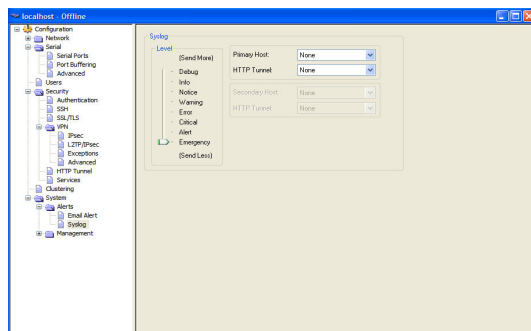 localhost - Offline
Configuration
Network
Serial
Serial Ports
Port Buffering
Advanced
Users
Security
Authentication
SSH
SSL/TLS
VPN
IPsec
L2TP/IPsec
Exceptions
Advanced
HTTP Tunnel
Services
Clustering
System
Alerts
Email Alert
Syslog
Management
Syslog
Level
(Send More)
Debug
Info
Notice
Warning
Error
Critical
Alert
Emergency
(Send Less)
Primary Host: None
HTTP Tunnel: None
Secondary Host: None
HTTP Tunnel: None